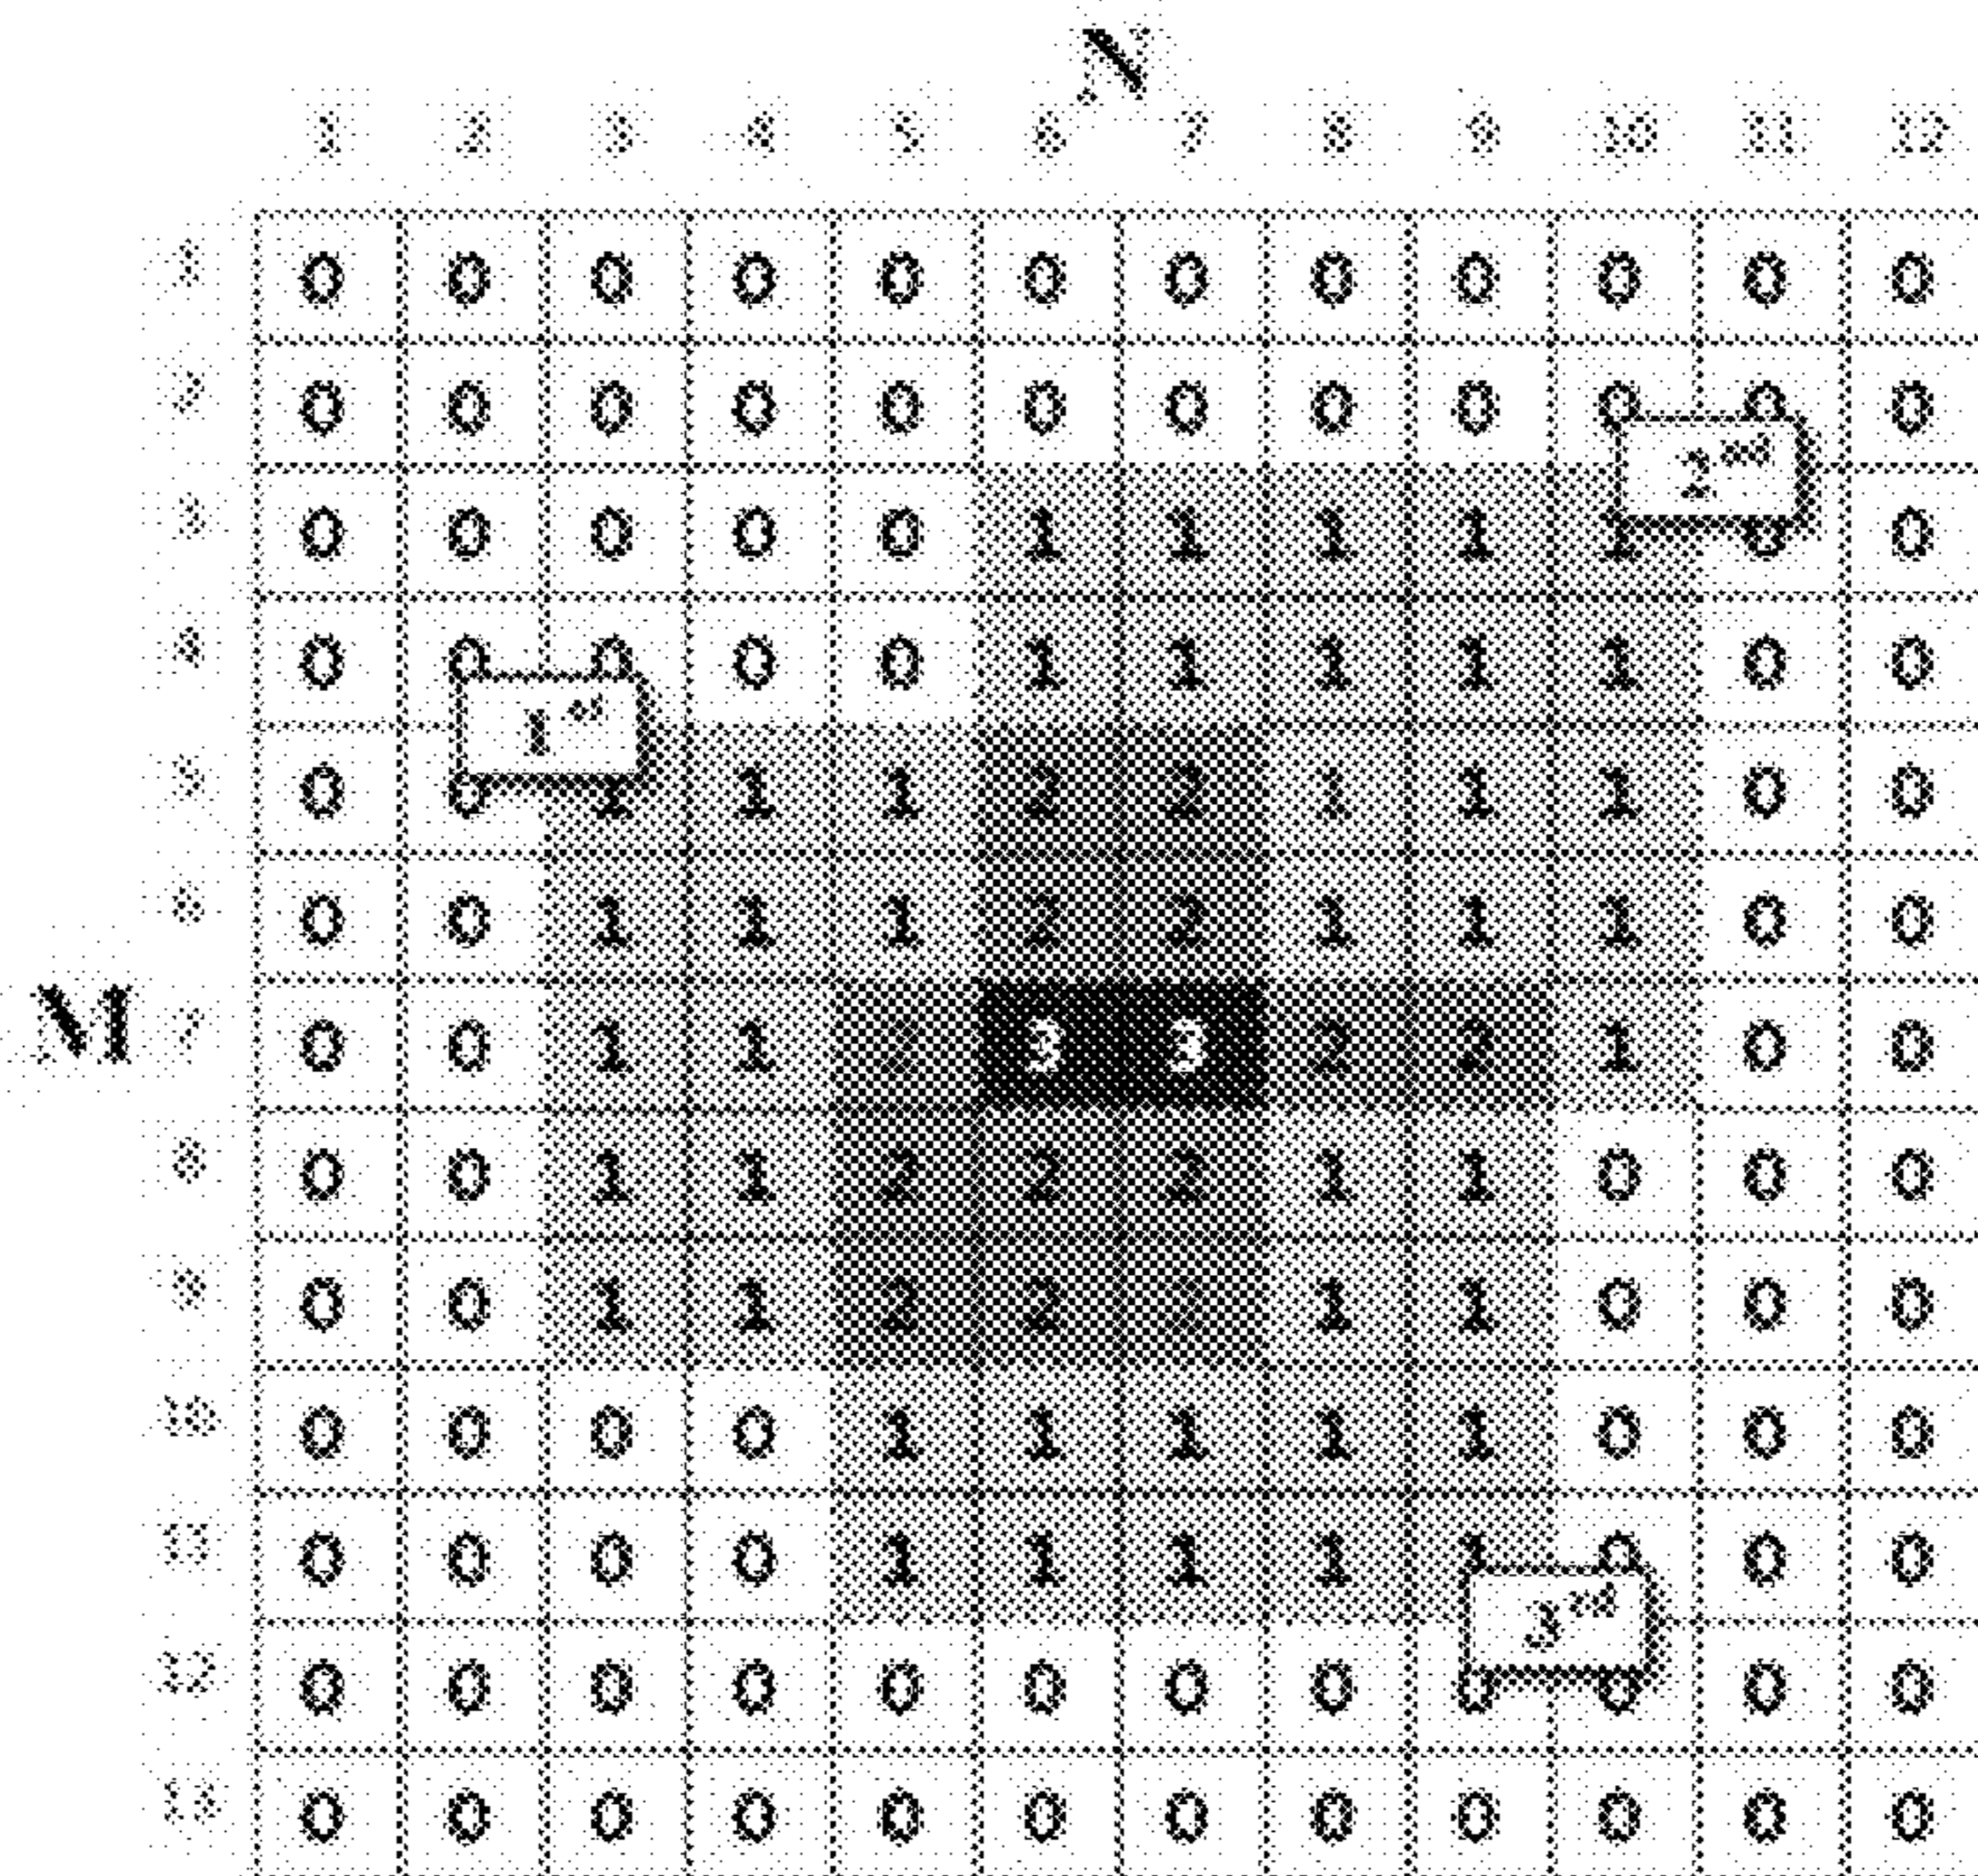 N
1 2 3 4 5 6 7 8 9 10 11 12
1 0 0 0 0 0 0 0 0 0 0 0 0
2 0 0 0 0 0 0 0 0 0 0 0 0
2nd
3 0 0 0 0 0 1 1 1 1 1 0 0
4 0 0 0 0 0 1 1 1 1 1 0 0
1st
5 0 0 1 1 1 2 2 1 1 1 0 0
6 0 0 1 1 1 2 2 1 1 1 0 0
M 7 0 0 1 1 2 3 3 2 2 1 0 0
8 0 0 1 1 2 2 2 1 1 0 0 0
9 0 0 1 1 2 2 2 1 1 0 0 0
10 0 0 0 0 1 1 1 1 1 0 0 0
11 0 0 0 0 1 1 1 1 1 0 0 0
3rd
12 0 0 0 0 0 0 0 0 0 0 0 0
13 0 0 0 0 0 0 0 0 0 0 0 0